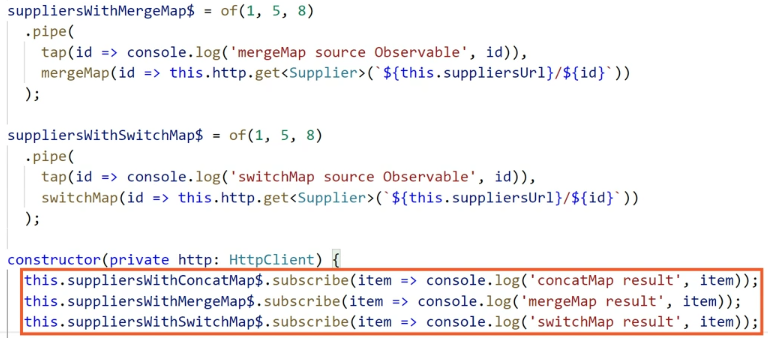 suppliersWithMergeMap$ = of(1, 5, 8)
.pipe(
tap(id => console.log('mergeMap source Observable', id)),
mergeMap(id => this.http.get<Supplier>(`${this.suppliersUrl}/${id}`))
);
suppliersWithSwitchMap$ = of(1, 5, 8)
.pipe(
tap(id => console.log('switchMap source Observable', id)),
switchMap(id => this.http.get<Supplier>(`${this.suppliersUrl}/${id}`))
);
constructor(private http: HttpClient) {
this.suppliersWithConcatMap$.subscribe(item => console.log('concatMap result', item));
this.suppliersWithMergeMap$.subscribe(item => console.log('mergeMap result', item));
this.suppliersWithSwitchMap$.subscribe(item => console.log('switchMap result', item));